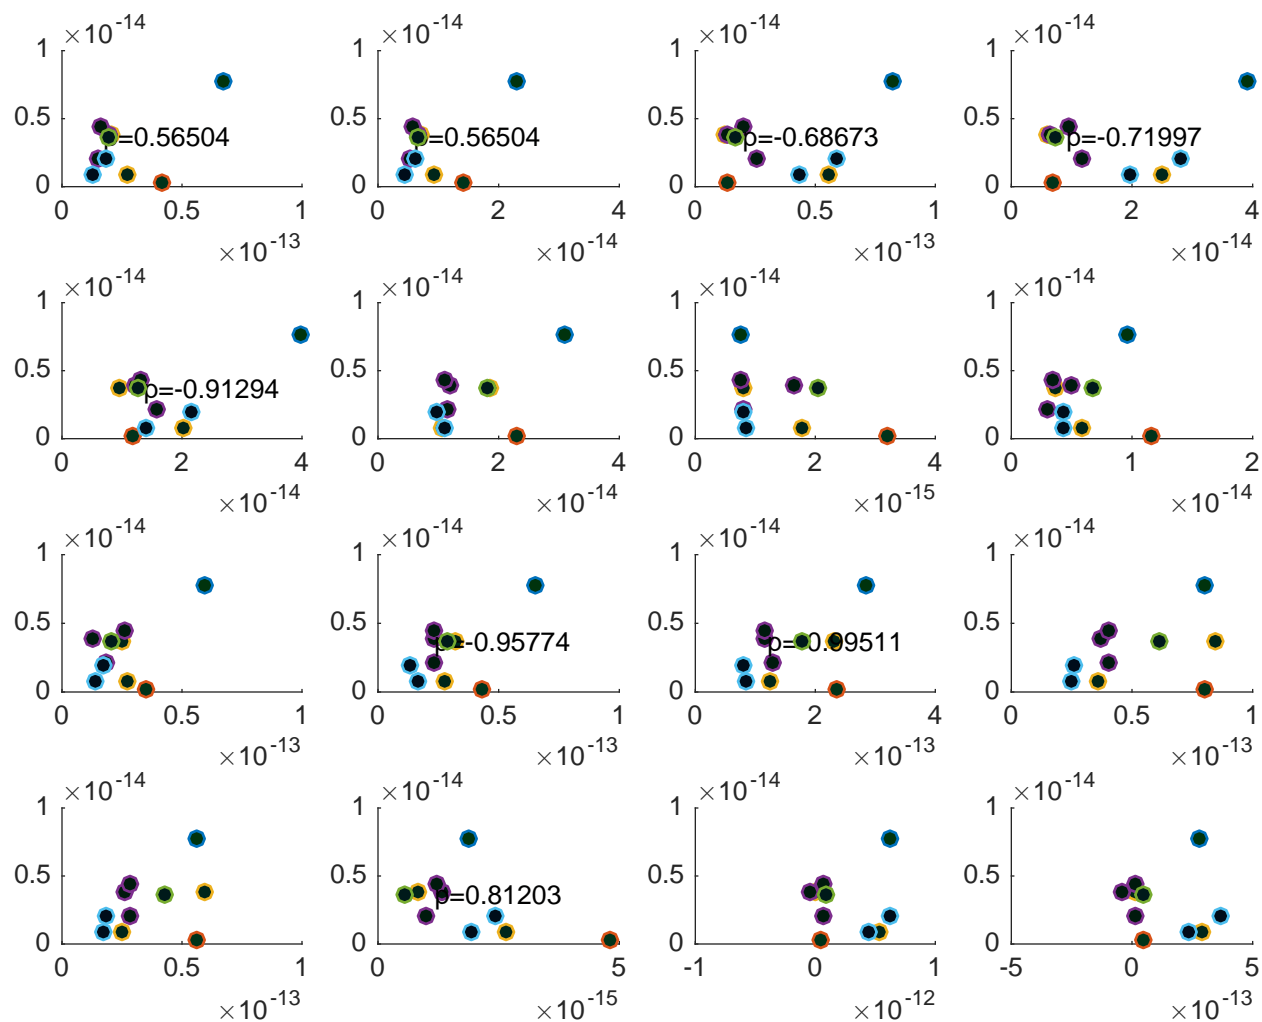 ×10-14 ×10-14 ×10-14 ×10-14
1 1 1 1
0.5 p=0.56504 0.5 p=0.56504 0.5 p=-0.68673 0.5 p=-0.71997
0 0 0 0
0 0.5 1 0 2 4 0 0.5 1 0 2 4
×10-13 ×10-14 ×10-13 ×10-14
×10-14 ×10-14 ×10-14 ×10-14
1 1 1 1
0.5 p=-0.91294 0.5 0.5 0.5
0 0 0 0
0 2 4 0 2 4 0 2 4 0 1 2
×10-14 ×10-14 ×10-15 ×10-14
×10-14 ×10-14 ×10-14 ×10-14
1 1 1 1
0.5 0.5 p=-0.95774 0.5 p=-0.99511 0.5
0 0 0 0
0 0.5 1 0 0.5 1 0 2 4 0 0.5 1
×10-13 ×10-13 ×10-13 ×10-13
×10-14 ×10-14 ×10-14 ×10-14
1 1 1 1
0.5 0.5 p=0.81203 0.5 0.5
0 0 0 0
0 0.5 1 0 5 -1 0 1 -5 0 5
×10-13 ×10-15 ×10-12 ×10-13